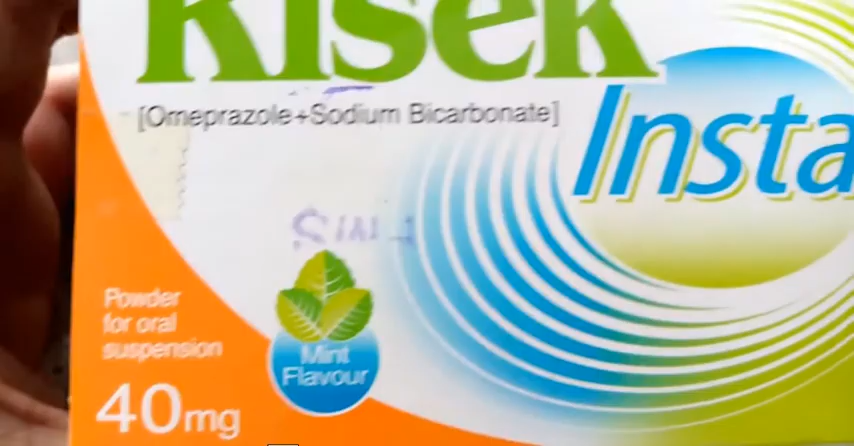 Risek
[Omeprazole+Sodium Bicarbonate]
Insta
Powder
for oral
suspension
Mint
Flavour
40mg